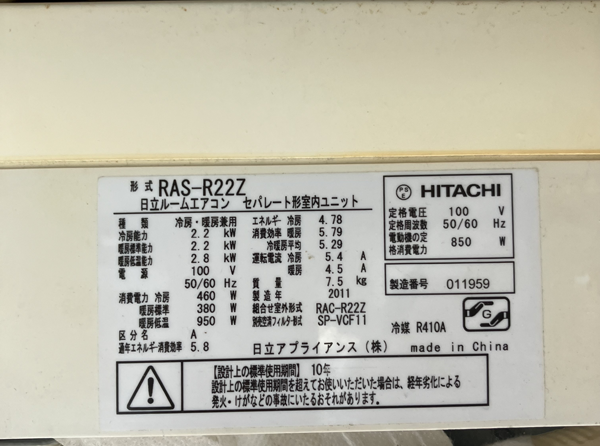 形式 RAS-R22Z
日立ルームエアコン セパレート形室内ユニット
種類 冷房・暖房兼用
冷房能力 2.2 kW
暖房標準能力 2.2 kW
暖房低温能力 2.8 kW
電源 100 V
50/60 Hz
消費電力 冷房 460 W
暖房標準 380 W
暖房低温 950 W
区分名 A
通年エネルギー消費効率 5.8
エネルギー 冷房 4.78
消費効率 暖房 5.79
冷暖房平均 5.29
運転電流 冷房 5.4 A
暖房 4.5 A
質量 7.5 kg
製造年 2011
組合せ室外形式 RAC-R22Z
別売空清フィルター形式 SP-VCF11
日立アプライアンス(株)
PSE HITACHI
定格電圧 100 V
定格周波数 50/60 Hz
電動機の定格消費電力 850 W
製造番号 011959
冷媒 R410A
made in China
【設計上の標準使用期間】 10年
設計上の標準使用期間を超えてお使いいただいた場合は、経年劣化による
発火・けがなどの事故にいたるおそれがあります。